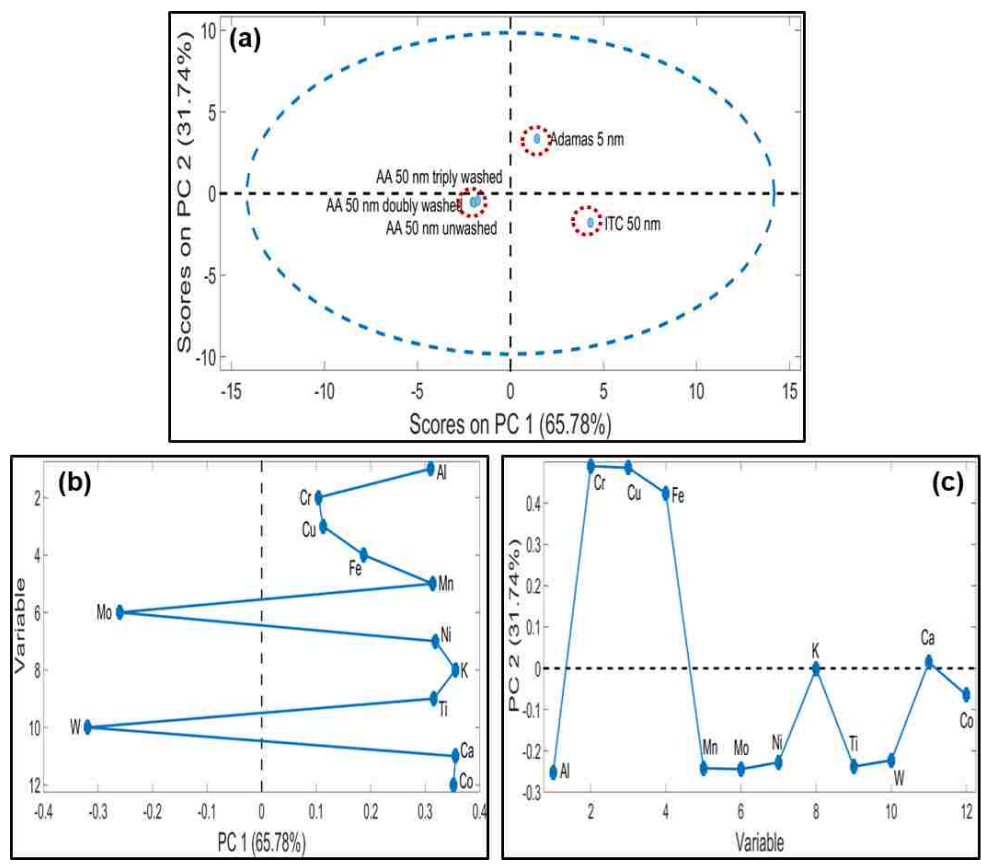 (a)
Scores on PC 2 (31.74%)
10
5
0
-5
-10
Adamas 5 nm
AA 50 nm triply washed
AA 50 nm doubly washed
AA 50 nm unwashed
ITC 50 nm
-15
-10
-5
0
5
10
15
Scores on PC 1 (65.78%)
(b)
Variable
2
4
6
8
10
12
Al
Cr
Cu
Fe
Mn
Mo
Ni
K
Ti
W
Ca
Co
-0.4
-0.3
-0.2
-0.1
0
0.1
0.2
0.3
0.4
PC 1 (65.78%)
(c)
PC 2 (31.74%)
0.4
0.3
0.2
0.1
0
-0.1
-0.2
-0.3
Al
Cr
Cu
Fe
Mn
Mo
Ni
K
Ti
W
Ca
Co
2
4
6
8
10
12
Variable